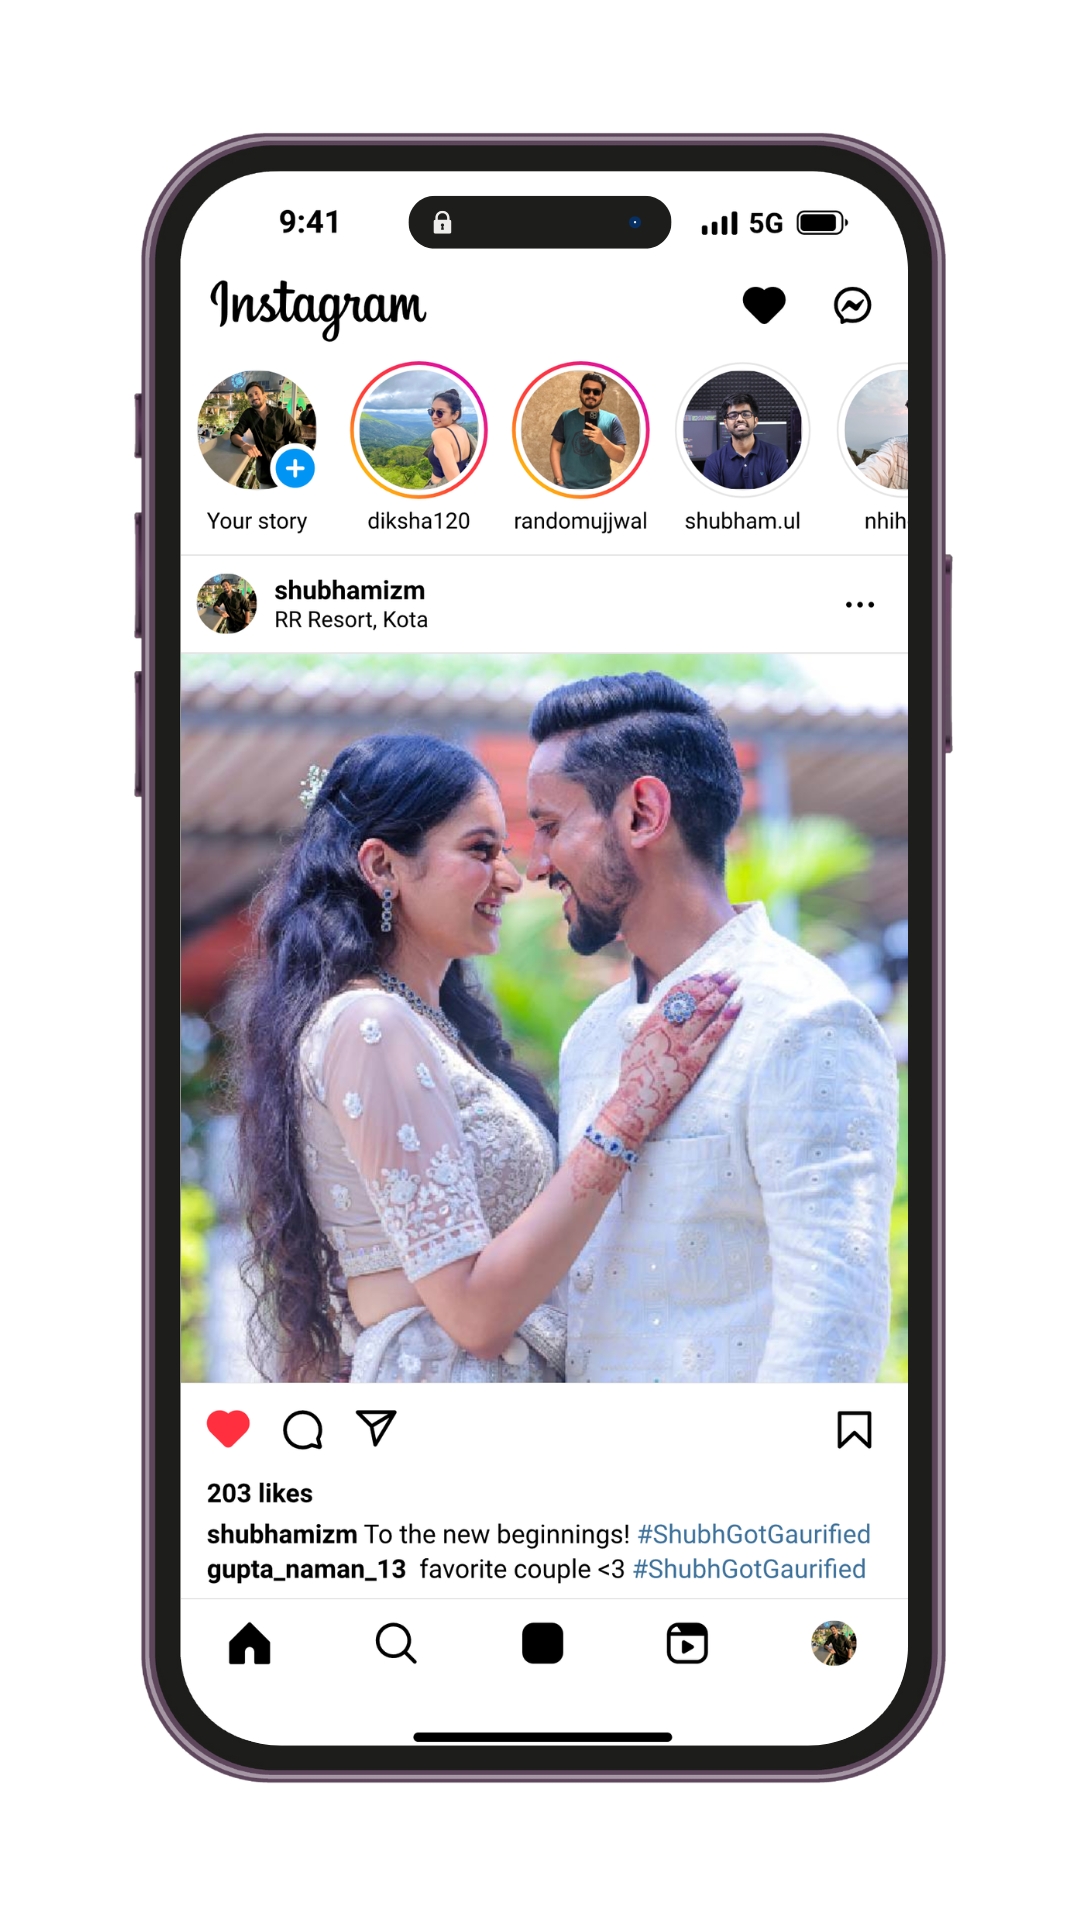 9:41
5G
Instagram
Your story
diksha120
randomujjwal
shubham.ul
nhih
shubhamizm
RR Resort, Kota
203 likes
shubhamizm To the new beginnings! #ShubhGotGaurified
gupta_naman_13 favorite couple <3 #ShubhGotGaurified